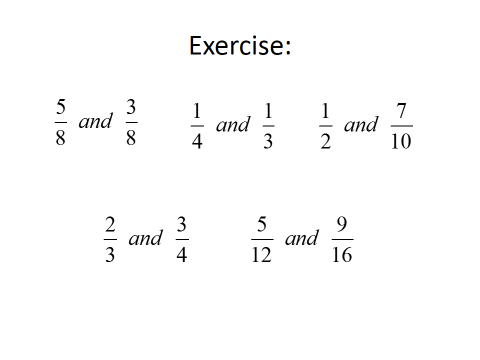 Exercise:
5/8 and 3/8    1/4 and 1/3    1/2 and 7/10
2/3 and 3/4    5/12 and 9/16